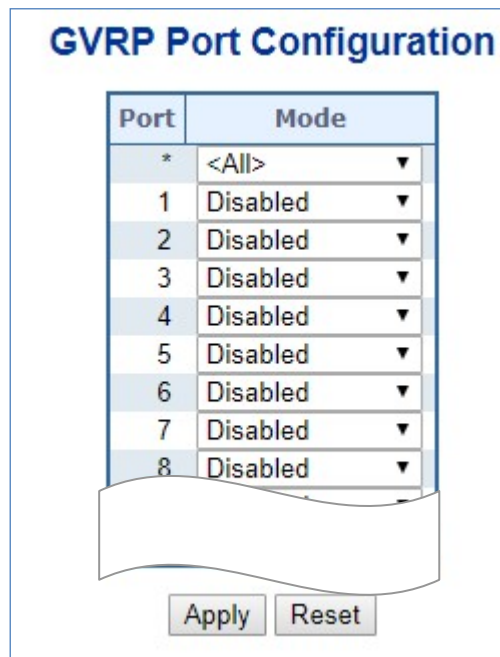 GVRP Port Configuration
Port Mode
* <All>
1 Disabled
2 Disabled
3 Disabled
4 Disabled
5 Disabled
6 Disabled
7 Disabled
8 Disabled
Apply Reset